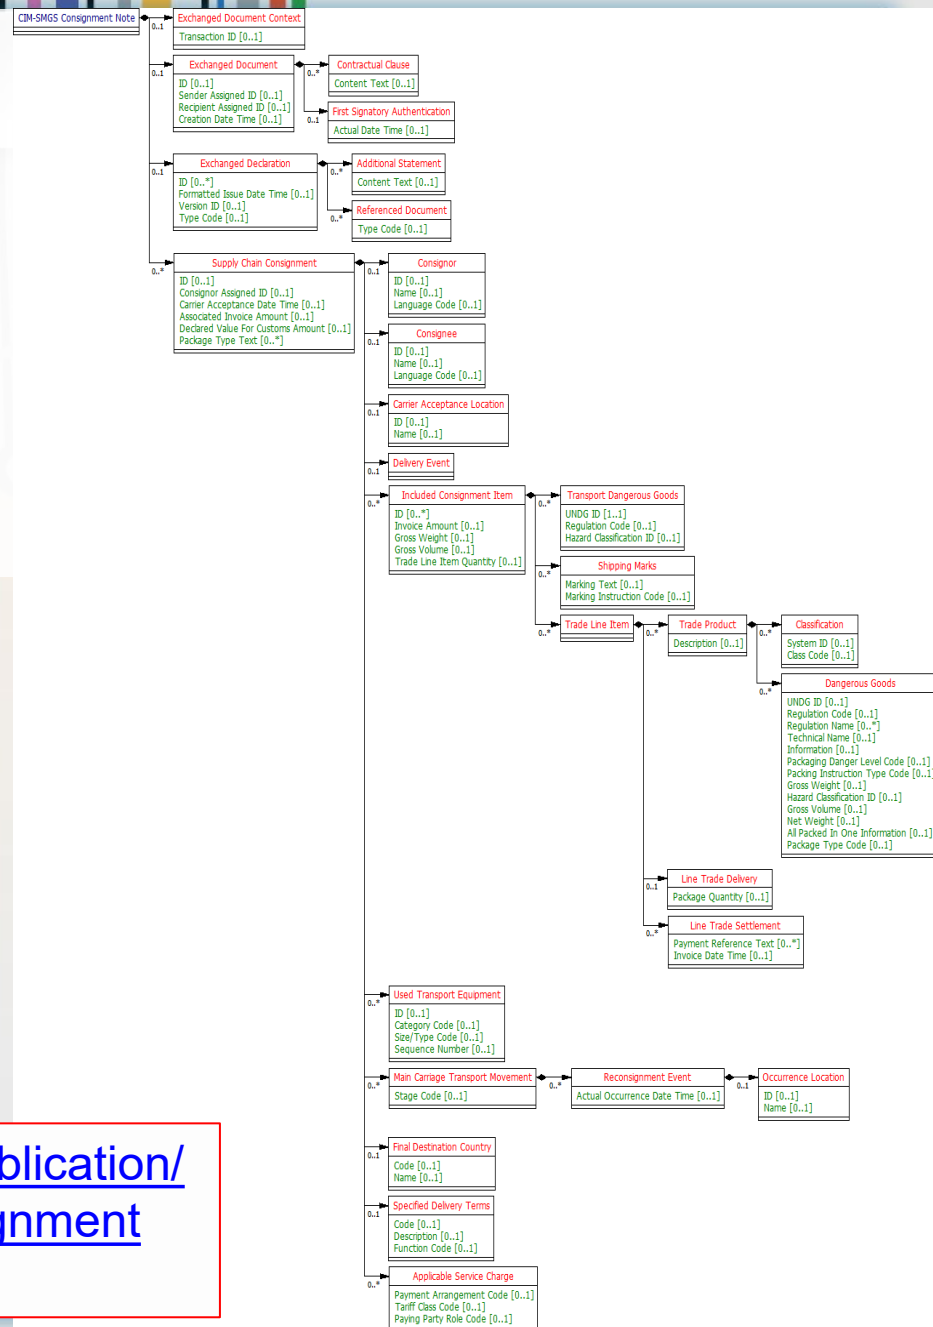 CIM-SMGS Consignment Note
0..1
Exchanged Document Context
Transaction ID [0..1]
0..1
Exchanged Document
ID [0..1]
Sender Assigned ID [0..1]
Recipient Assigned ID [0..1]
Creation Date Time [0..1]
0..*
Contractual Clause
Content Text [0..1]
0..1
First Signatory Authentication
Actual Date Time [0..1]
0..1
Exchanged Declaration
ID [0..*]
Formatted Issue Date Time [0..1]
Version ID [0..1]
Type Code [0..1]
0..*
Additional Statement
Content Text [0..1]
0..*
Referenced Document
Type Code [0..1]
0..*
Supply Chain Consignment
ID [0..1]
Consignor Assigned ID [0..1]
Carrier Acceptance Date Time [0..1]
Associated Invoice Amount [0..1]
Declared Value For Customs Amount [0..1]
Package Type Text [0..*]
0..1
Consignor
ID [0..1]
Name [0..1]
Language Code [0..1]
0..1
Consignee
ID [0..1]
Name [0..1]
Language Code [0..1]
0..1
Carrier Acceptance Location
ID [0..1]
Name [0..1]
0..1
Delivery Event
0..*
Included Consignment Item
ID [0..*]
Invoice Amount [0..1]
Gross Weight [0..1]
Gross Volume [0..1]
Trade Line Item Quantity [0..1]
0..*
Transport Dangerous Goods
UNDG ID [1..1]
Regulation Code [0..1]
Hazard Classification ID [0..1]
0..*
Shipping Marks
Marking Text [0..1]
Marking Instruction Code [0..1]
0..*
Trade Line Item
0..*
Trade Product
Description [0..1]
0..*
Classification
System ID [0..1]
Class Code [0..1]
0..*
Dangerous Goods
UNDG ID [0..1]
Regulation Code [0..1]
Regulation Name [0..*]
Technical Name [0..1]
Information [0..1]
Packaging Danger Level Code [0..1]
Packing Instruction Type Code [0..1]
Gross Weight [0..1]
Hazard Classification ID [0..1]
Gross Volume [0..1]
Net Weight [0..1]
All Packed In One Information [0..1]
Package Type Code [0..1]
0..1
Line Trade Delivery
Package Quantity [0..1]
0..*
Line Trade Settlement
Payment Reference Text [0..*]
Invoice Date Time [0..1]
0..*
Used Transport Equipment
ID [0..1]
Category Code [0..1]
Size/Type Code [0..1]
Sequence Number [0..1]
0..*
Main Carriage Transport Movement
Stage Code [0..1]
0..*
Reconsignment Event
Actual Occurrence Date Time [0..1]
0..1
Occurrence Location
ID [0..1]
Name [0..1]
0..1
Final Destination Country
Code [0..1]
Name [0..1]
0..1
Specified Delivery Terms
Code [0..1]
Description [0..1]
Function Code [0..1]
0..*
Applicable Service Charge
Payment Arrangement Code [0..1]
Tariff Class Code [0..1]
Paying Party Role Code [0..1]
blication/
gnment